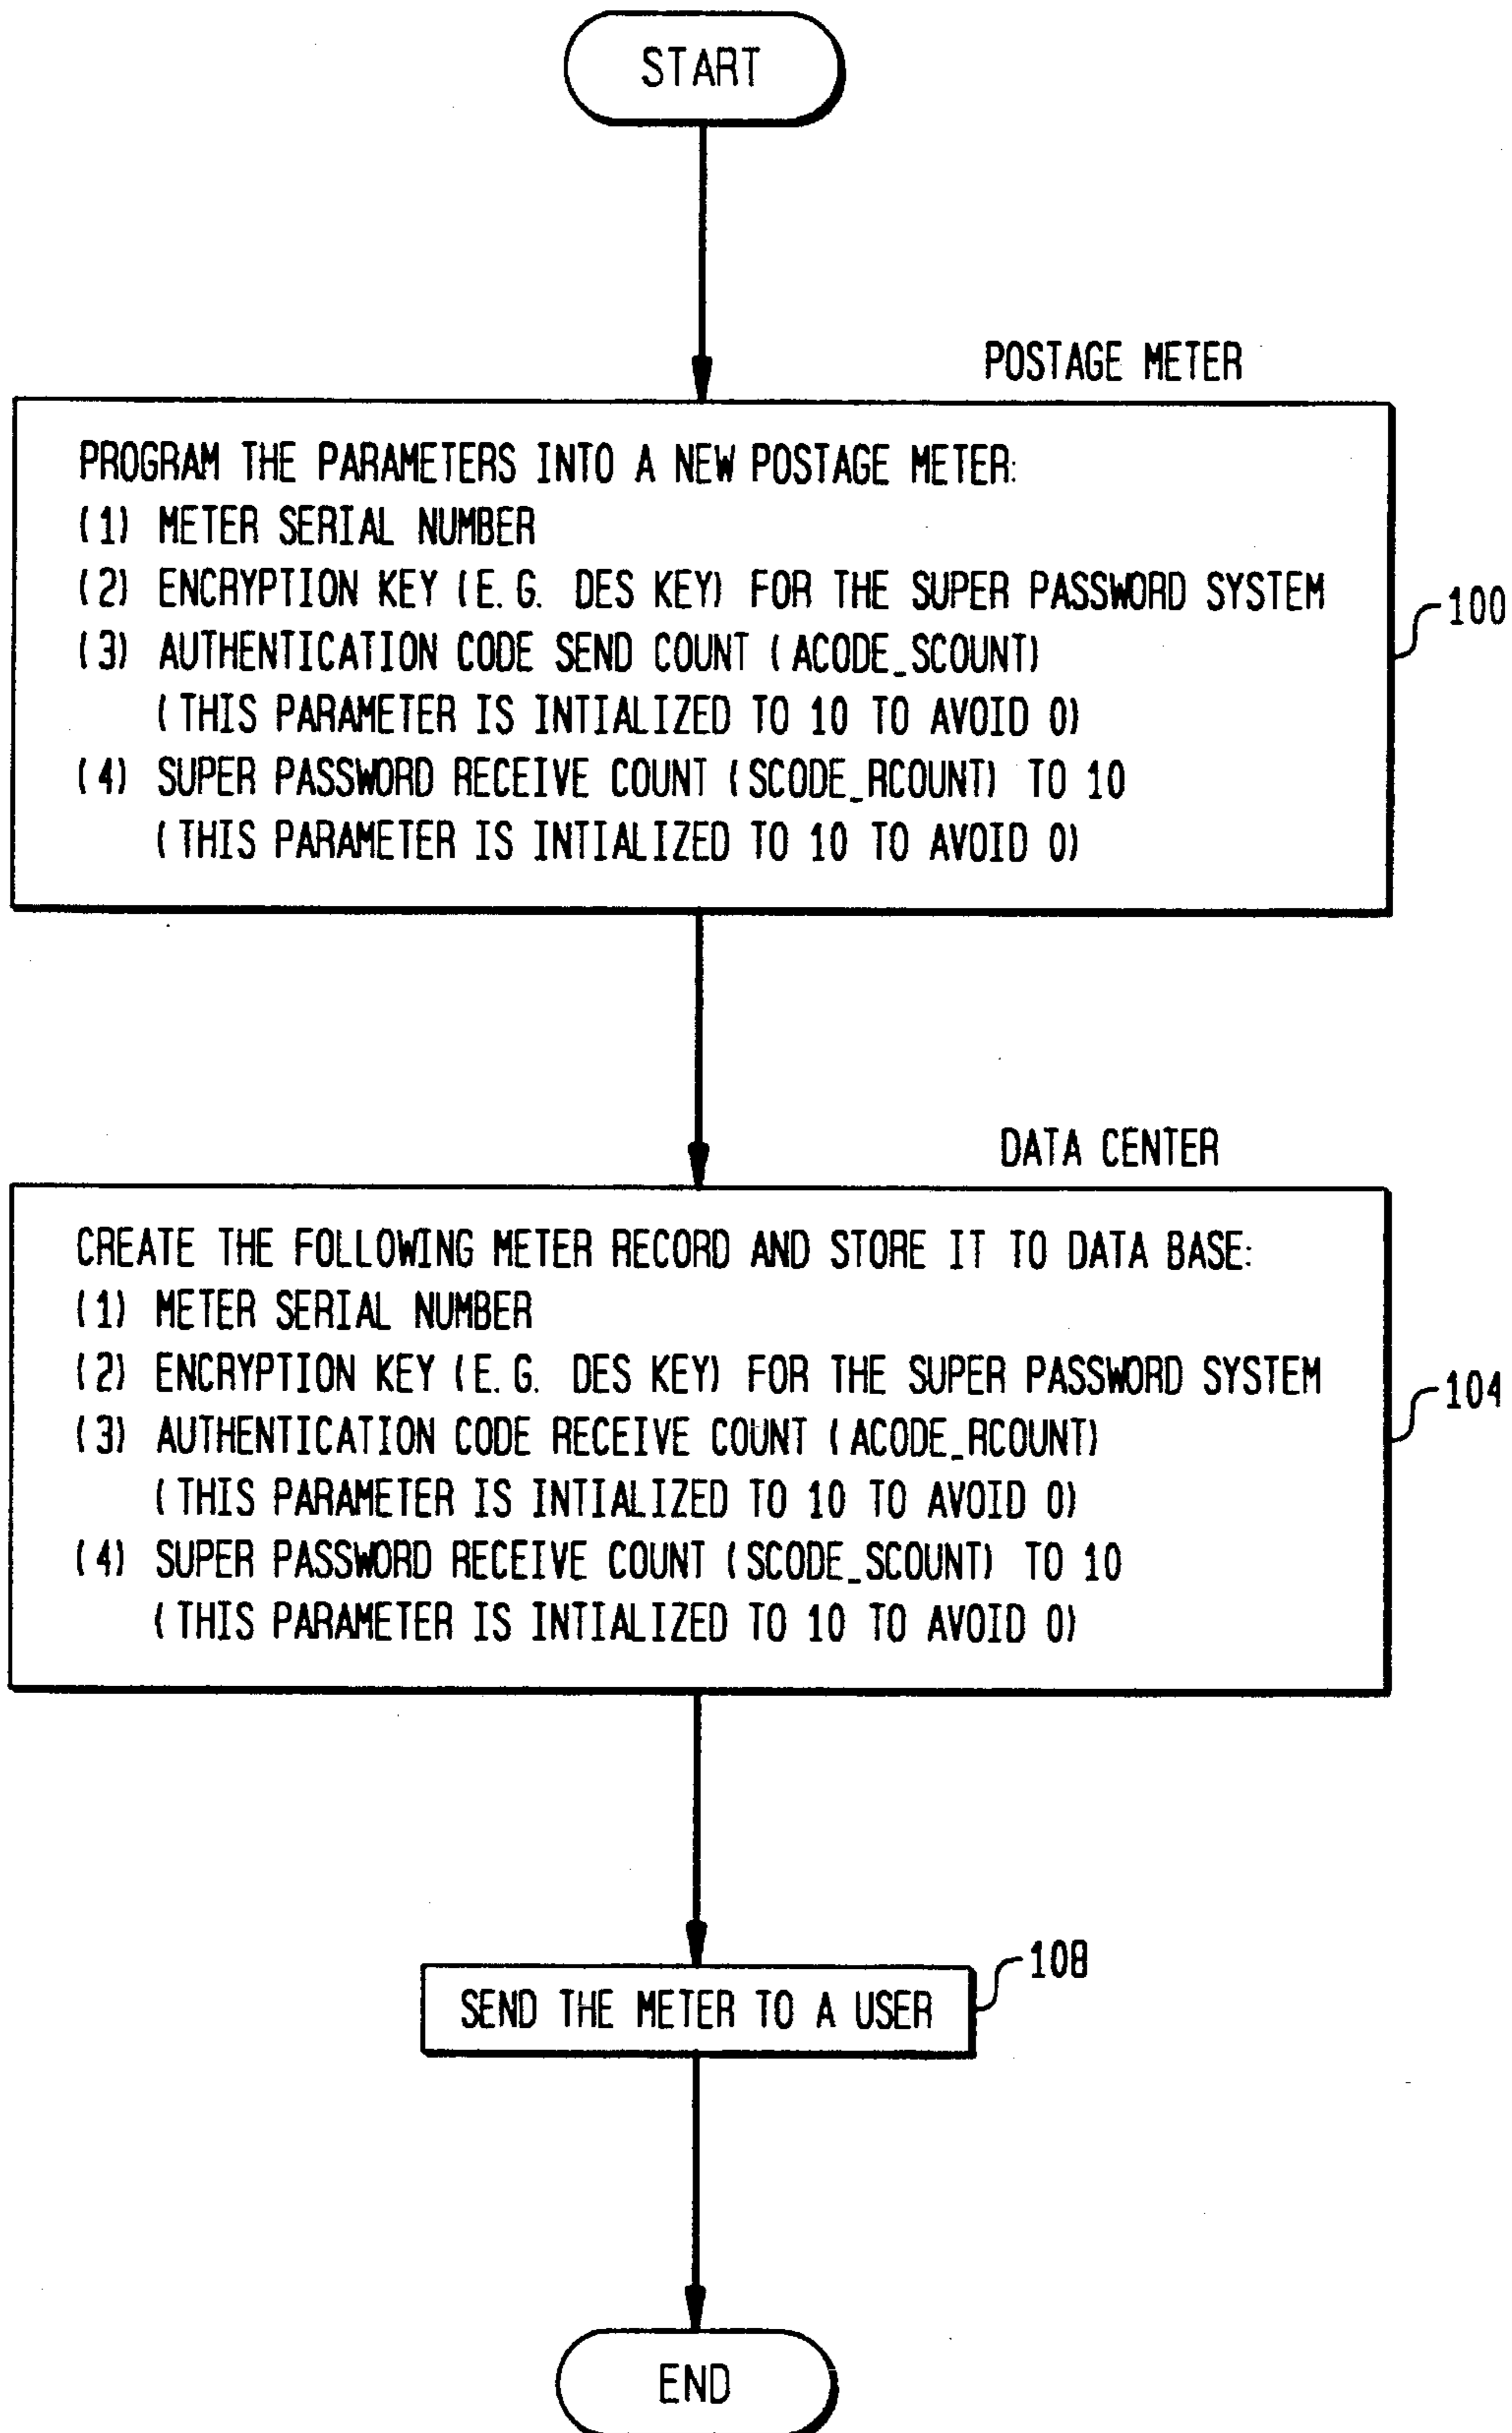 START
POSTAGE METER
PROGRAM THE PARAMETERS INTO A NEW POSTAGE METER:
(1) METER SERIAL NUMBER
(2) ENCRYPTION KEY (E.G. DES KEY) FOR THE SUPER PASSWORD SYSTEM
(3) AUTHENTICATION CODE SEND COUNT (ACODE_SCOUNT)
(THIS PARAMETER IS INTIALIZED TO 10 TO AVOID 0)
(4) SUPER PASSWORD RECEIVE COUNT (SCODE_RCOUNT) TO 10
(THIS PARAMETER IS INTIALIZED TO 10 TO AVOID 0)
100
DATA CENTER
CREATE THE FOLLOWING METER RECORD AND STORE IT TO DATA BASE:
(1) METER SERIAL NUMBER
(2) ENCRYPTION KEY (E.G. DES KEY) FOR THE SUPER PASSWORD SYSTEM
(3) AUTHENTICATION CODE RECEIVE COUNT (ACODE_RCOUNT)
(THIS PARAMETER IS INTIALIZED TO 10 TO AVOID 0)
(4) SUPER PASSWORD RECEIVE COUNT (SCODE_SCOUNT) TO 10
(THIS PARAMETER IS INTIALIZED TO 10 TO AVOID 0)
104
108
SEND THE METER TO A USER
END